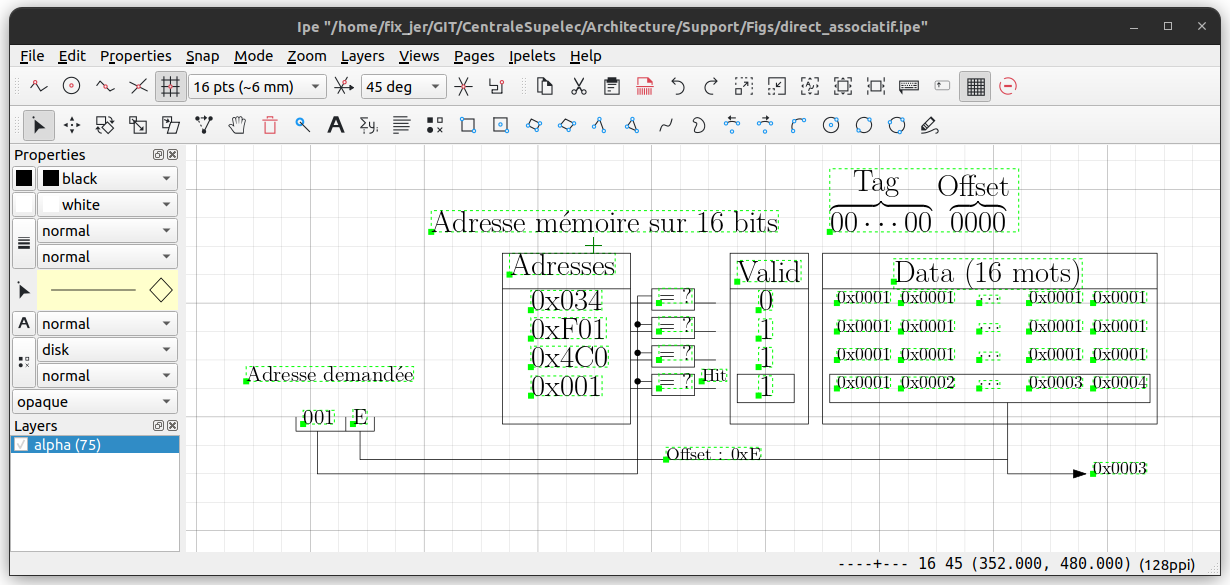 Ipe "/home/fix_jer/GIT/CentraleSupelec/Architecture/Support/Figs/direct_associatif.ipe"
File Edit Properties Snap Mode Zoom Layers Views Pages Ipelets Help
16 pts (~6 mm) 45 deg
A Σyi
Properties
black
white
normal
normal
A normal
disk
normal
opaque
Layers
alpha (75)
Tag Offset
00···00 0000
Adresse mémoire sur 16 bits
Adresses Valid Data (16 mots)
0x034 = ? 0 0x0001 0x0001 ··· 0x0001 0x0001
0xF01 = ? 1 0x0001 0x0001 ··· 0x0001 0x0001
0x4C0 = ? 1 0x0001 0x0001 ··· 0x0001 0x0001
0x001 = ? Hit 1 0x0001 0x0002 ··· 0x0003 0x0004
Adresse demandée
001 E
Offset : 0xE
0x0003
----+--- 16 45 (352.000, 480.000) (128ppi)